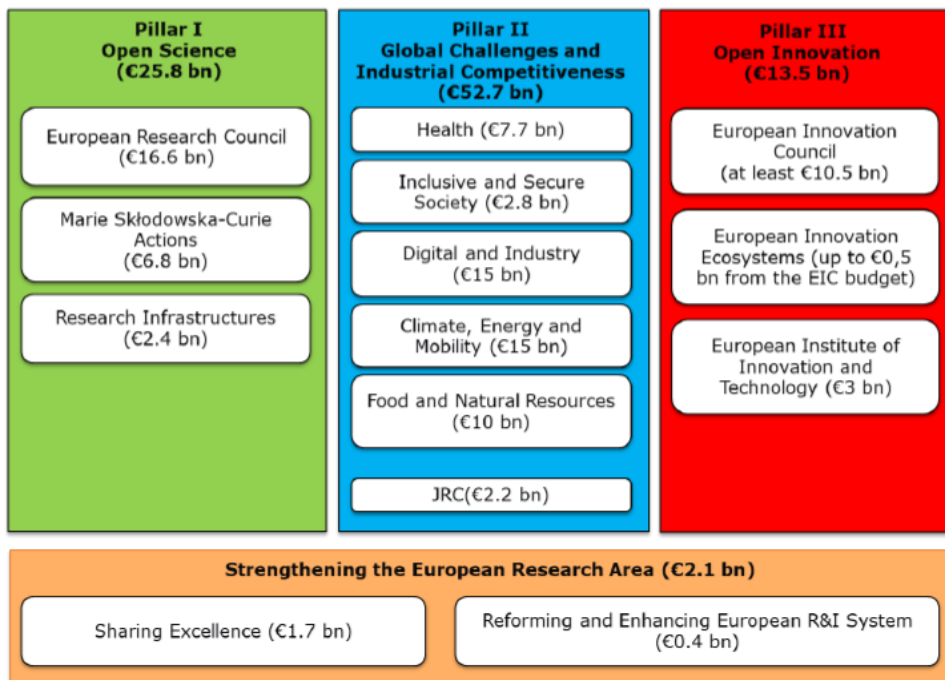 Pillar I
Open Science
(€25.8 bn)
European Research Council
(€16.6 bn)
Marie Skłodowska-Curie
Actions
(€6.8 bn)
Research Infrastructures
(€2.4 bn)
Pillar II
Global Challenges and
Industrial Competitiveness
(€52.7 bn)
Health (€7.7 bn)
Inclusive and Secure
Society (€2.8 bn)
Digital and Industry
(€15 bn)
Climate, Energy and
Mobility (€15 bn)
Food and Natural Resources
(€10 bn)
JRC(€2.2 bn)
Pillar III
Open Innovation
(€13.5 bn)
European Innovation
Council
(at least €10.5 bn)
European Innovation
Ecosystems (up to €0,5
bn from the EIC budget)
European Institute of
Innovation and
Technology (€3 bn)
Strengthening the European Research Area (€2.1 bn)
Sharing Excellence (€1.7 bn)
Reforming and Enhancing European R&I System
(€0.4 bn)